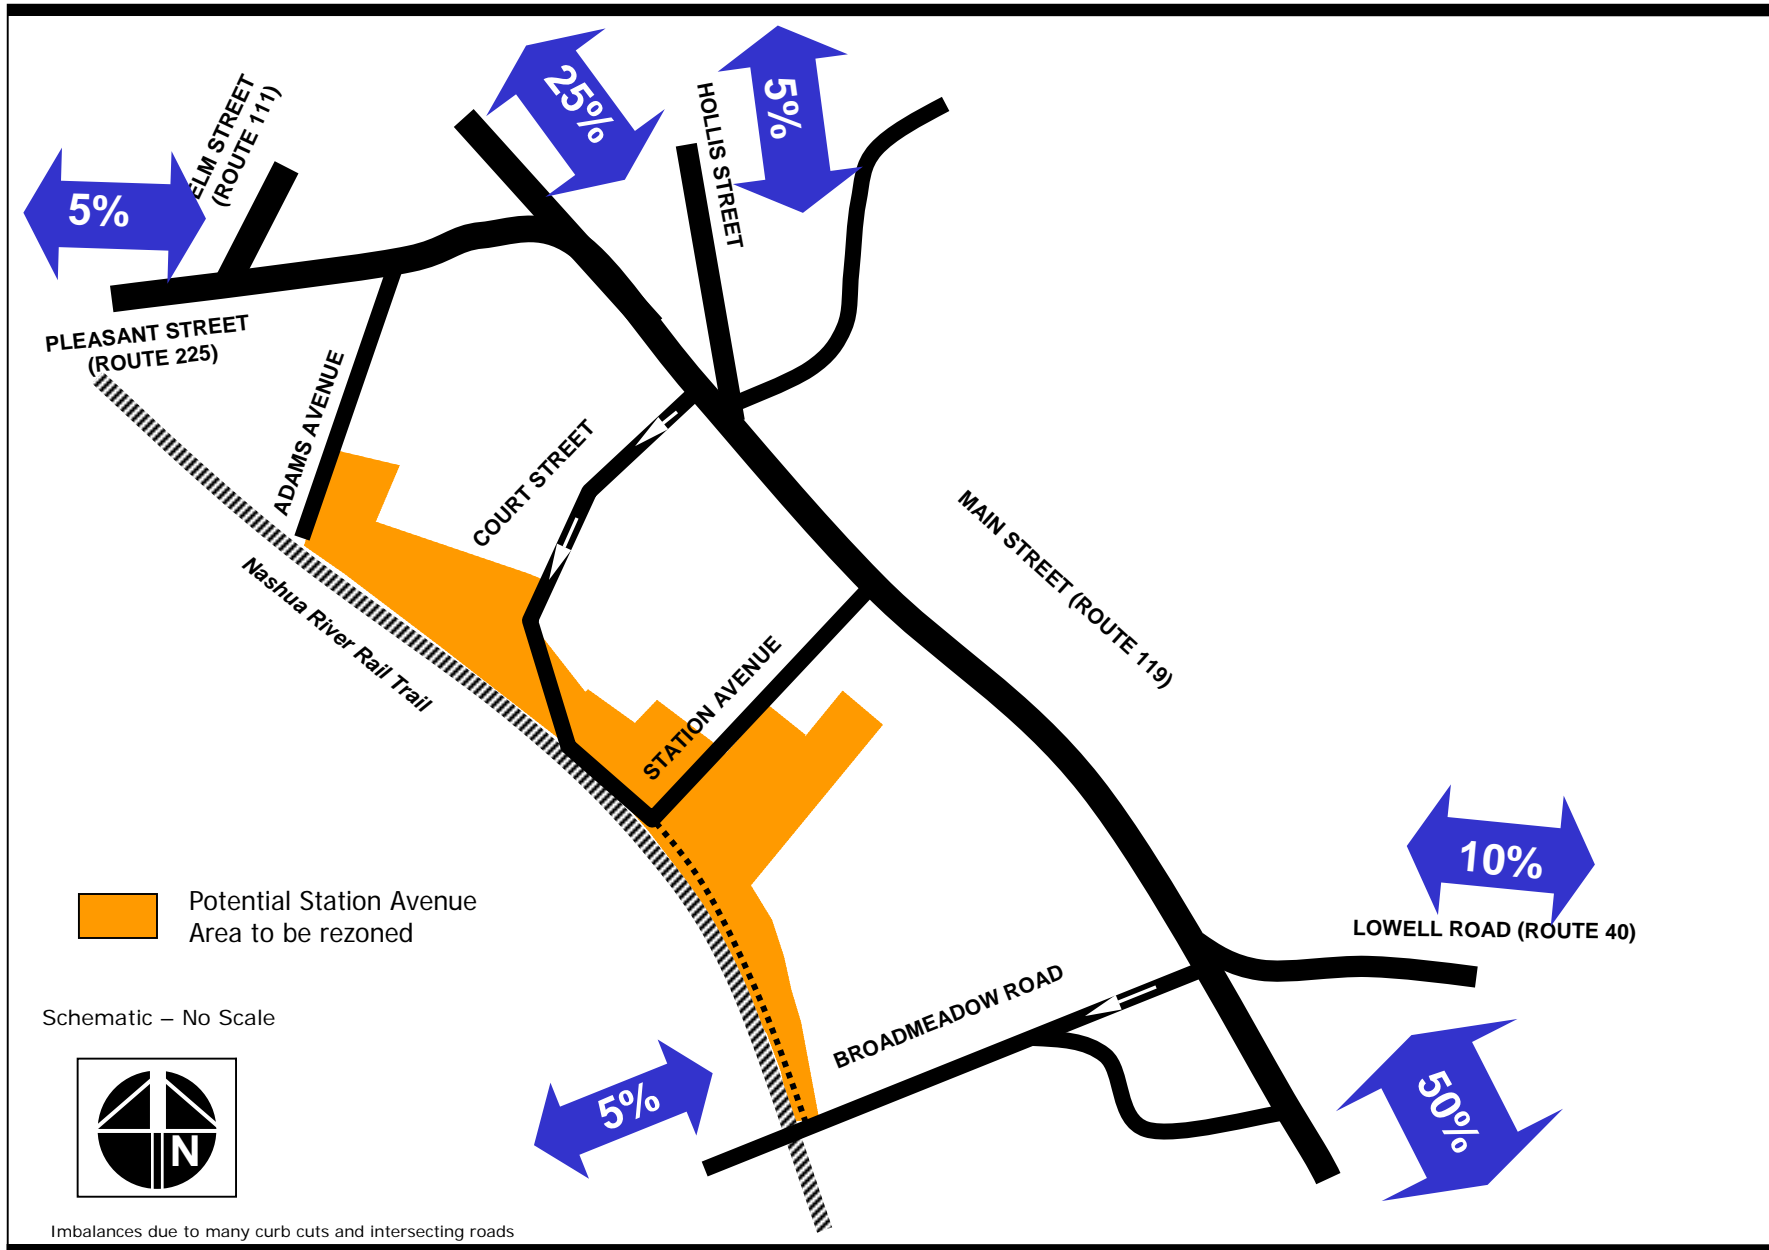 25%
5%
ELM STREET
(ROUTE 111)
HOLLIS STREET
5%
PLEASANT STREET
(ROUTE 225)
ADAMS AVENUE
COURT STREET
MAIN STREET (ROUTE 119)
Nashua River Rail Trail
STATION AVENUE
10%
LOWELL ROAD (ROUTE 40)
Potential Station Avenue
Area to be rezoned
BROADMEADOW ROAD
Schematic – No Scale
5%
50%
N
Imbalances due to many curb cuts and intersecting roads